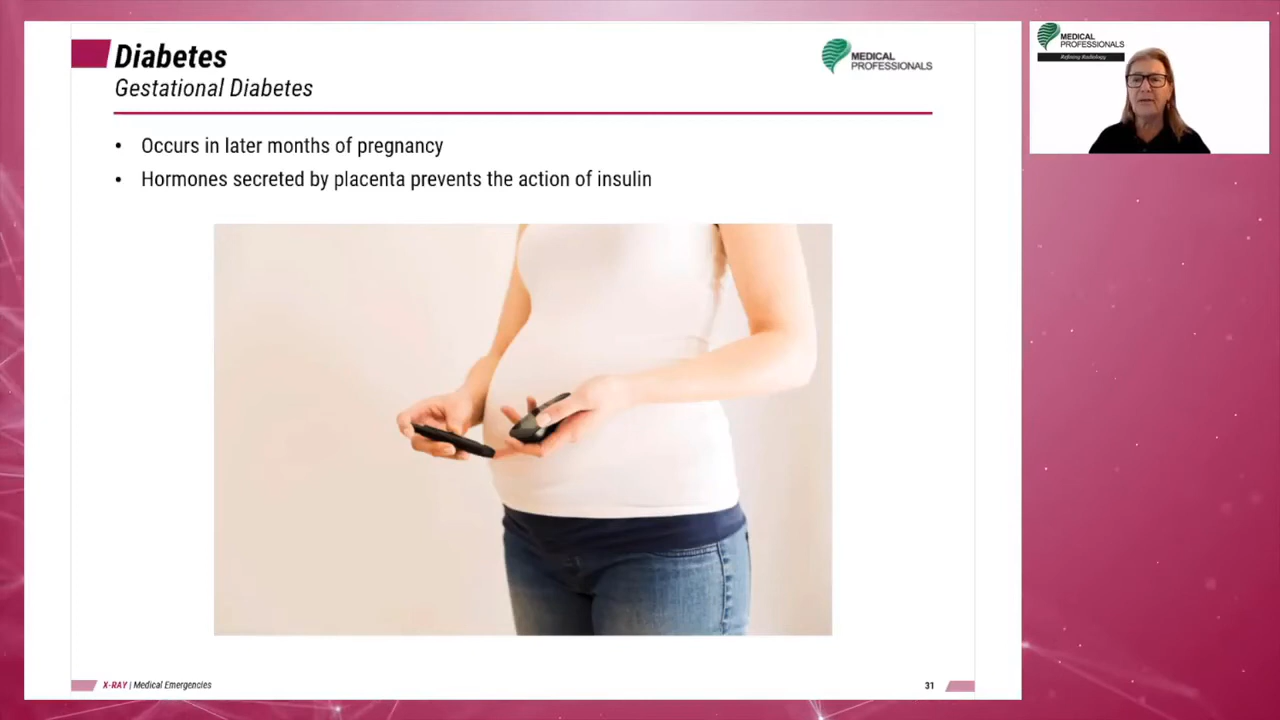 Diabetes
Gestational Diabetes
MEDICAL
PROFESSIONALS
• Occurs in later months of pregnancy
• Hormones secreted by placenta prevents the action of insulin
X-RAY | Medical Emergencies
31
MEDICAL
PROFESSIONALS
Refining Radiology